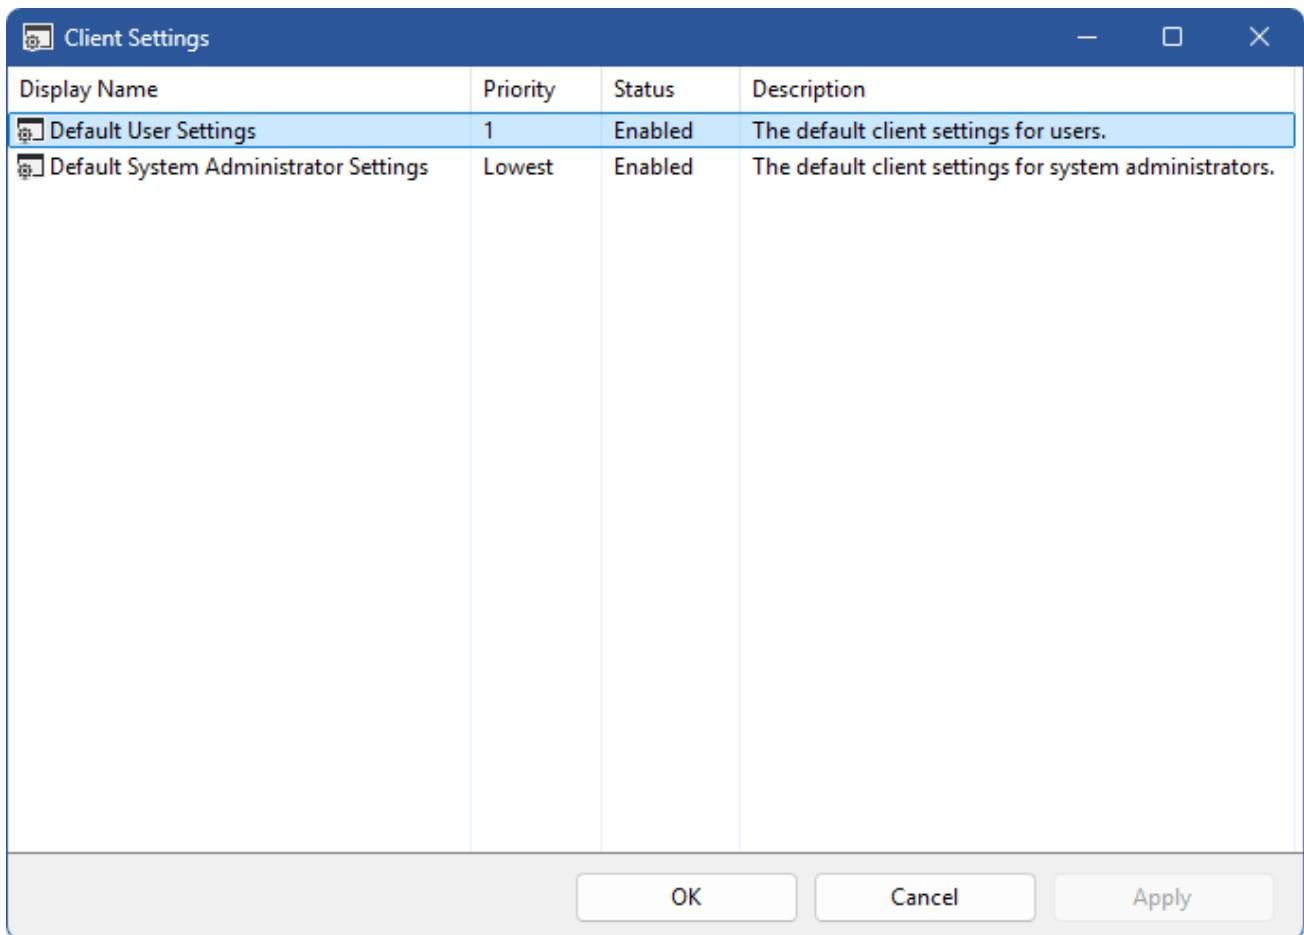 Client Settings
Display Name Priority Status Description
Default User Settings 1 Enabled The default client settings for users.
Default System Administrator Settings Lowest Enabled The default client settings for system administrators.
OK Cancel Apply